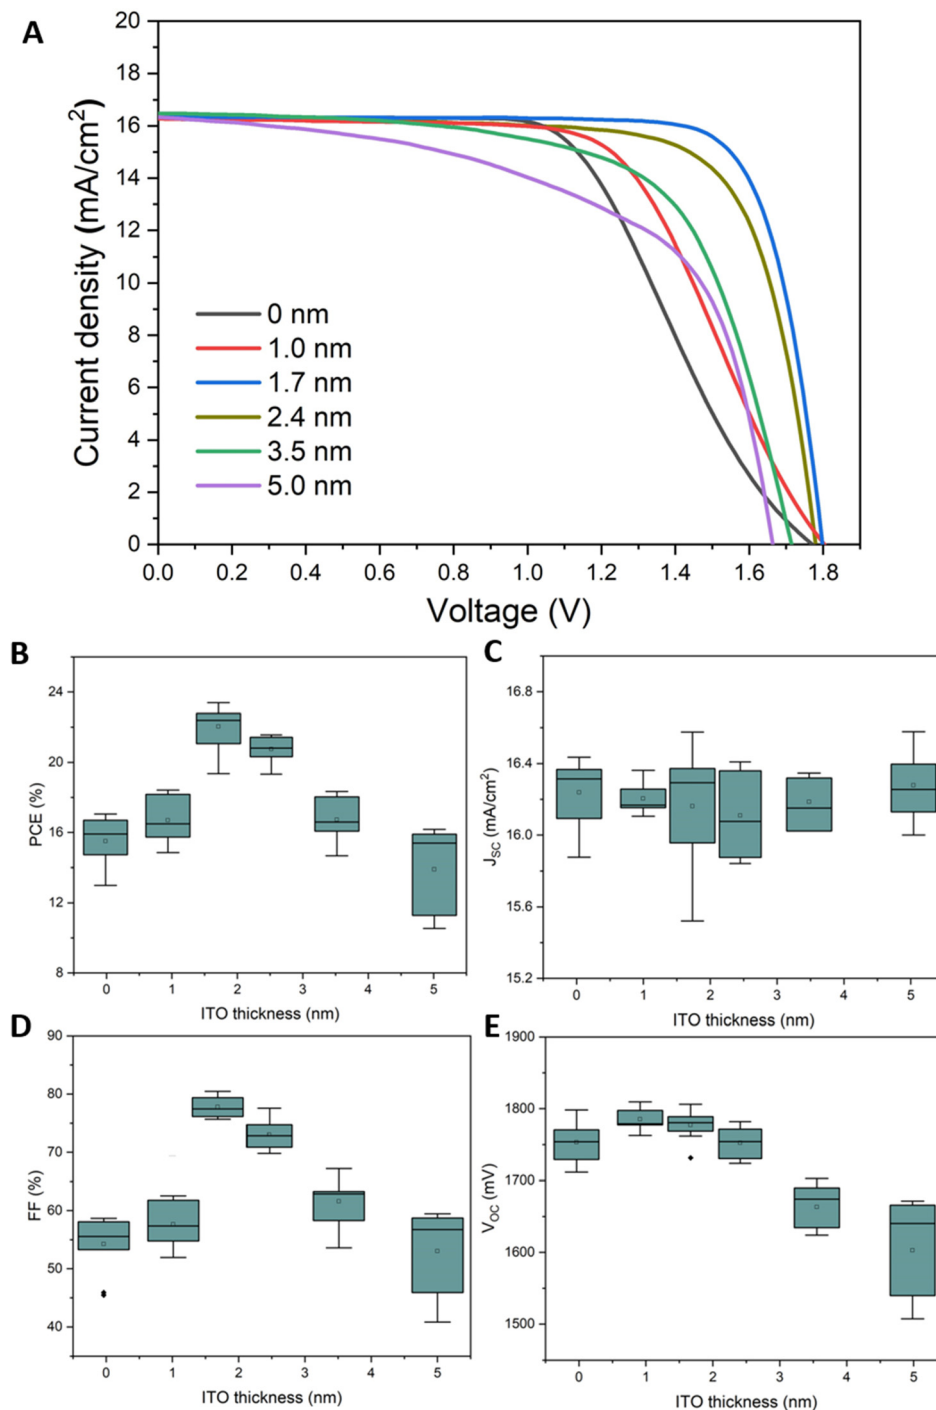 A
Current density (mA/cm²)
20
18
16
14
12
10
8
6
4
2
0
0 nm
1.0 nm
1.7 nm
2.4 nm
3.5 nm
5.0 nm
0.0 0.2 0.4 0.6 0.8 1.0 1.2 1.4 1.6 1.8
Voltage (V)
B
PCE (%)
24
20
16
12
8
0 1 2 3 4 5
ITO thickness (nm)
C
JSC (mA/cm²)
16.8
16.4
16.0
15.6
15.2
0 1 2 3 4 5
ITO thickness (nm)
D
FF (%)
90
80
70
60
50
40
0 1 2 3 4 5
ITO thickness (nm)
E
VOC (mV)
1900
1800
1700
1600
1500
0 1 2 3 4 5
ITO thickness (nm)